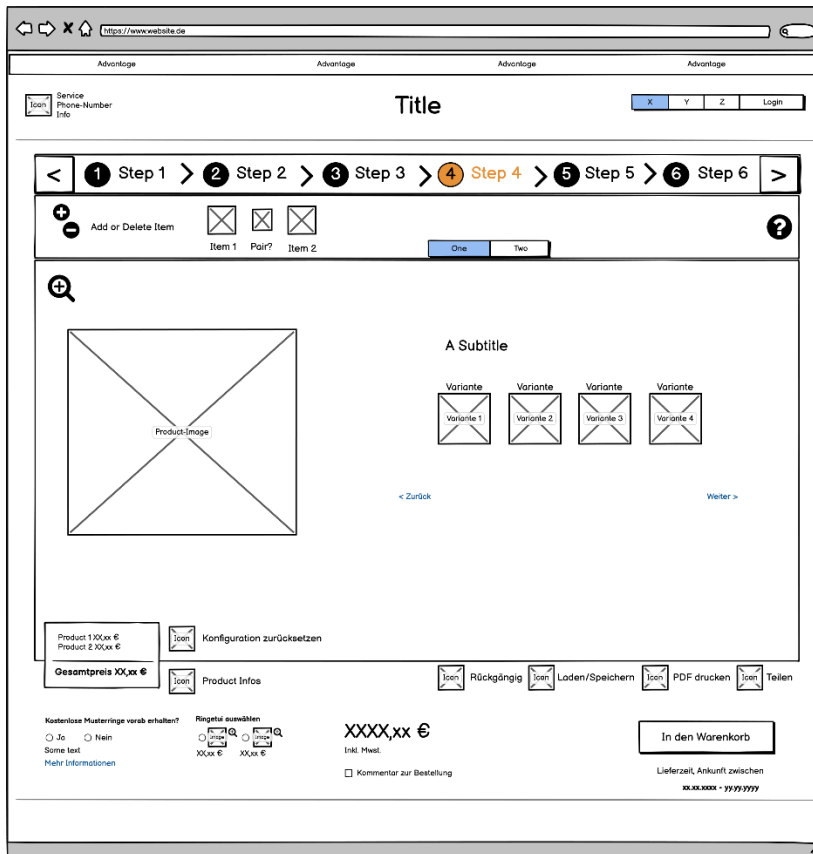 https://www.website.de
Advantage Advantage Advantage Advantage
Icon
Service
Phone-Number
Info
Title
X Y Z Login
< 1 Step 1 > 2 Step 2 > 3 Step 3 > 4 Step 4 > 5 Step 5 > 6 Step 6 >
Add or Delete Item
Item 1 Pair? Item 2
One Two
?
A Subtitle
Variante Variante Variante Variante
Variante 1 Variante 2 Variante 3 Variante 4
Product-Image
< Zurück Weiter >
Product 1 XX,xx €
Product 2 XX,xx €
Gesamtpreis XX,xx €
Icon Konfiguration zurücksetzen
Icon Product Infos
Icon Rückgängig Icon Laden/Speichern Icon PDF drucken Icon Teilen
Kostenlose Musterringe vorab erhalten?
Ja Nein
Some text
Mehr Informationen
Ringetui auswählen
Image Image
XX,xx € XX,xx €
XXXX,xx €
Inkl. Mwst.
Kommentar zur Bestellung
In den Warenkorb
Lieferzeit, Ankunft zwischen
xx.xx.xxxx - yy.yy.yyyy